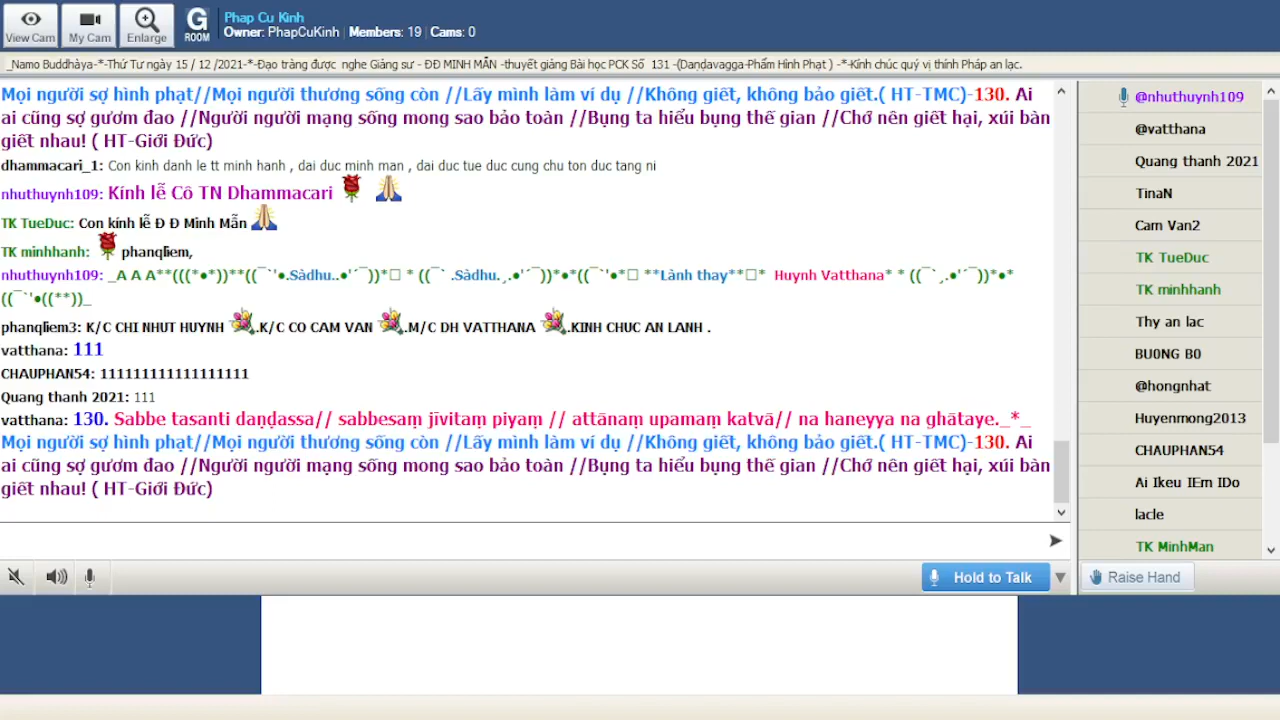 View Cam
My Cam
Enlarge
G
ROOM
Phap Cu Kinh
Owner: PhapCuKinh | Members: 19 | Cams: 0
_Namo Buddhàya-*-Thứ Tư ngày 15 / 12 /2021-*-Đạo tràng được nghe Giảng sư - ĐĐ MINH MẪN -thuyết giảng Bài học PCK Số 131 -(Daṇḍavagga-Phẩm Hình Phạt ) -*-Kính chúc quý vị thính Pháp an lạc.
Mọi người sợ hình phạt//Mọi người thương sống còn //Lấy mình làm ví dụ //Không giết, không bảo giết.( HT-TMC)-130. Ai
ai cũng sợ gươm đao //Người người mạng sống mong sao bảo toàn //Bụng ta hiểu bụng thế gian //Chớ nên giết hại, xúi bàn
giết nhau! ( HT-Giới Đức)
dhammacari_1: Con kinh danh le tt minh hanh , dai duc minh man , dai duc tue duc cung chu ton duc tang ni
nhuthuynh109: Kính lễ Cô TN Dhammacari
TK TueDuc: Con kính lễ Đ Đ Minh Mẫn
TK minhhanh: phanqliem,
nhuthuynh109: _A A A**(((*•*))**((¯`'•.Sàdhu..•'´¯))*□ * ((¯` .Sàdhu.¸.•'´¯))*•*((¯`'•*□ **Lành thay**□* Huynh Vatthana* * ((¯`¸.•'´¯))*•*
((¯`'•((**))_
phanqliem3: K/C CHI NHUT HUYNH .K/C CO CAM VAN .M/C DH VATTHANA .KINH CHUC AN LANH .
vatthana: 111
CHAUPHAN54: 111111111111111111
Quang thanh 2021: 111
vatthana: 130. Sabbe tasanti daṇḍassa// sabbesaṃ jīvitaṃ piyaṃ // attānaṃ upamaṃ katvā// na haneyya na ghātaye._*_
Mọi người sợ hình phạt//Mọi người thương sống còn //Lấy mình làm ví dụ //Không giết, không bảo giết.( HT-TMC)-130. Ai
ai cũng sợ gươm đao //Người người mạng sống mong sao bảo toàn //Bụng ta hiểu bụng thế gian //Chớ nên giết hại, xúi bàn
giết nhau! ( HT-Giới Đức)
@nhuthuynh109
@vatthana
Quang thanh 2021
TinaN
Cam Van2
TK TueDuc
TK minhhanh
Thy an lac
BU0NG B0
@hongnhat
Huyenmong2013
CHAUPHAN54
Ai Ikeu IEm IDo
lacle
TK MinhMan
Hold to Talk
Raise Hand